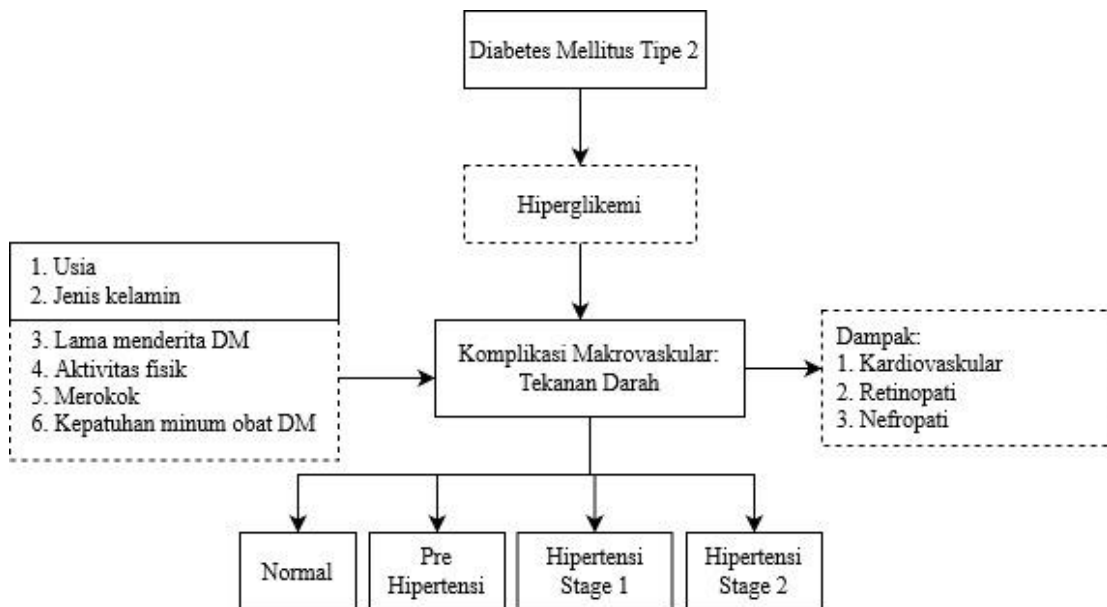 Diabetes Mellitus Tipe 2
Hiperglikemi
1. Usia
2. Jenis kelamin
3. Lama menderita DM
4. Aktivitas fisik
5. Merokok
6. Kepatuhan minum obat DM
Komplikasi Makrovaskular:
Tekanan Darah
Dampak:
1. Kardiovaskular
2. Retinopati
3. Nefropati
Normal
Pre
Hipertensi
Hipertensi
Stage 1
Hipertensi
Stage 2